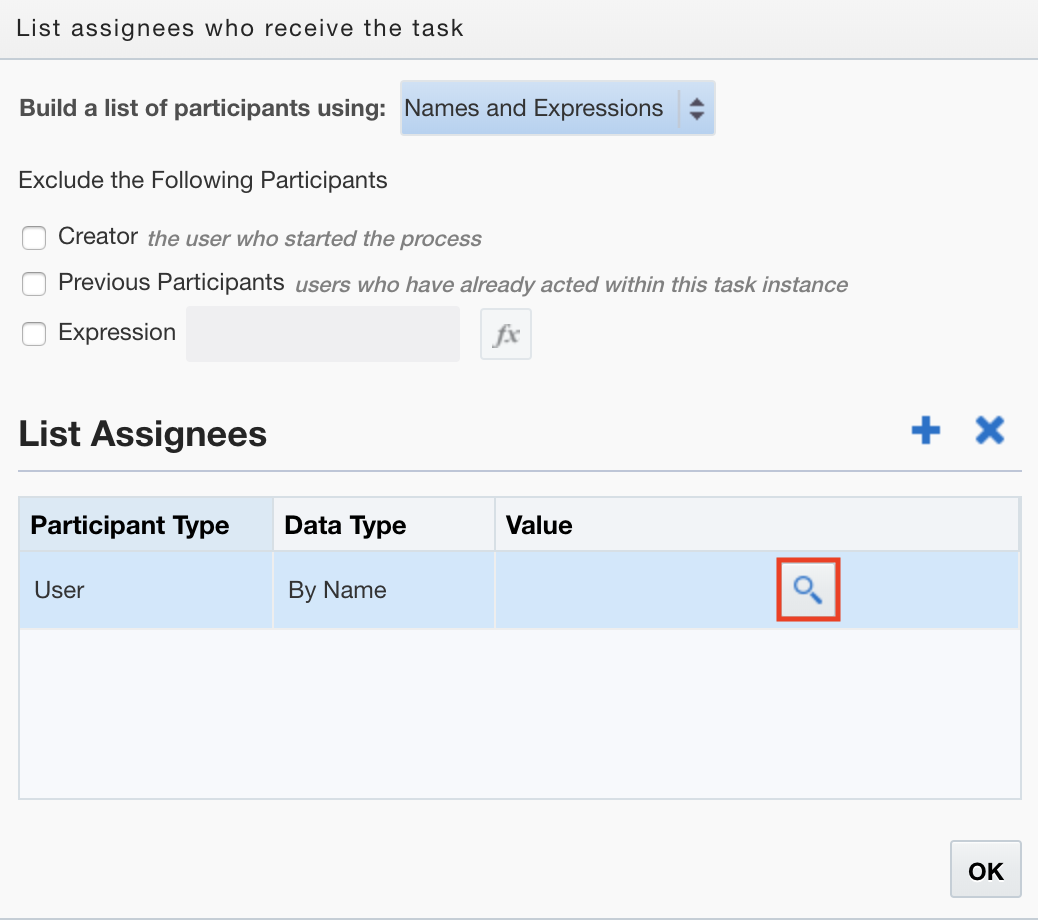 List assignees who receive the task
Build a list of participants using: Names and Expressions
Exclude the Following Participants
Creator the user who started the process
Previous Participants users who have already acted within this task instance
Expression fx
List Assignees
Participant Type Data Type Value
User By Name
OK